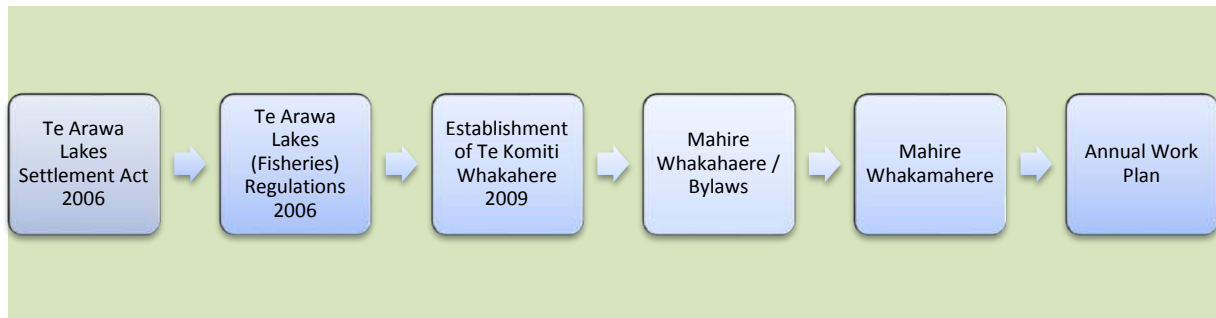 Te Arawa
Lakes
Settlement Act
2006
Te Arawa
Lakes
(Fisheries)
Regulations
2006
Establishment
of Te Komiti
Whakahere
2009
Mahire
Whakahaere /
Bylaws
Mahire
Whakamahere
Annual Work
Plan